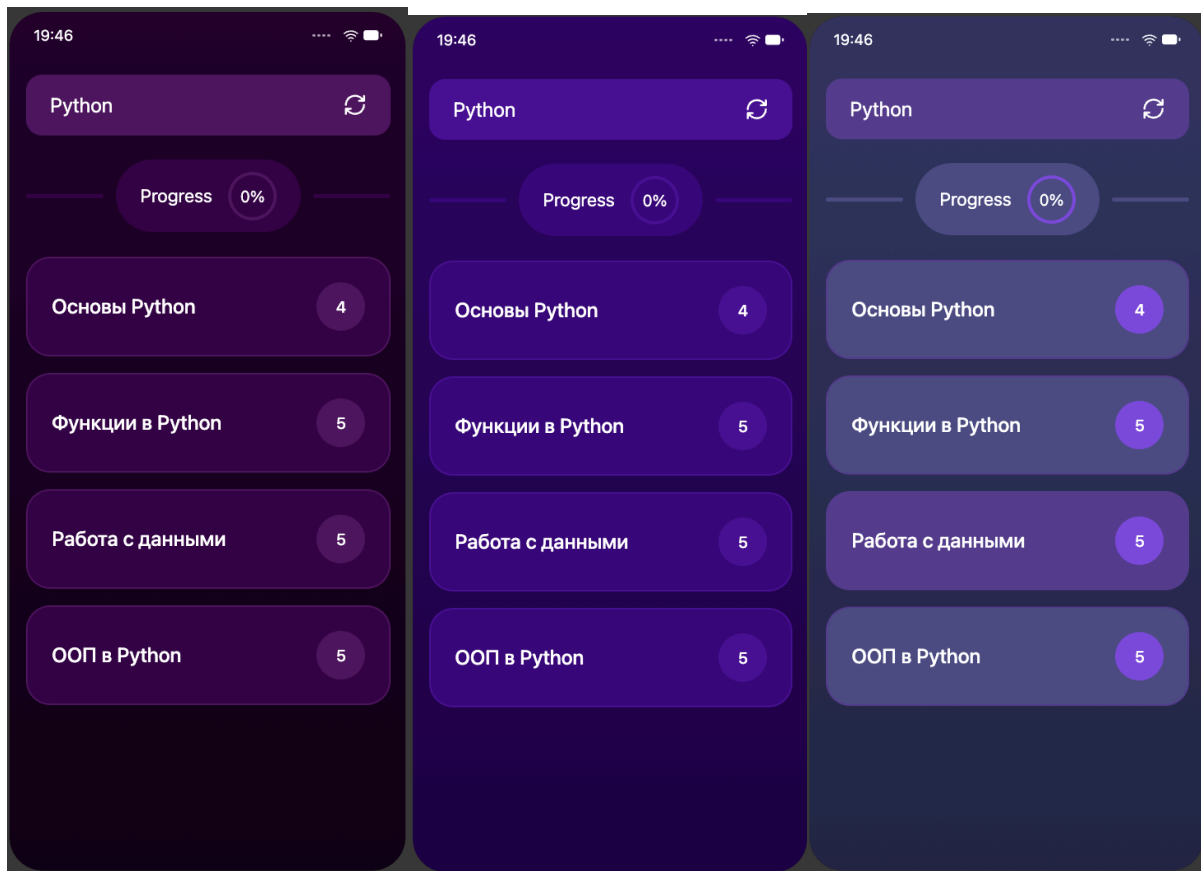 19:46
Python
Progress 0%
Основы Python 4
Функции в Python 5
Работа с данными 5
ООП в Python 5
19:46
Python
Progress 0%
Основы Python 4
Функции в Python 5
Работа с данными 5
ООП в Python 5
19:46
Python
Progress 0%
Основы Python 4
Функции в Python 5
Работа с данными 5
ООП в Python 5